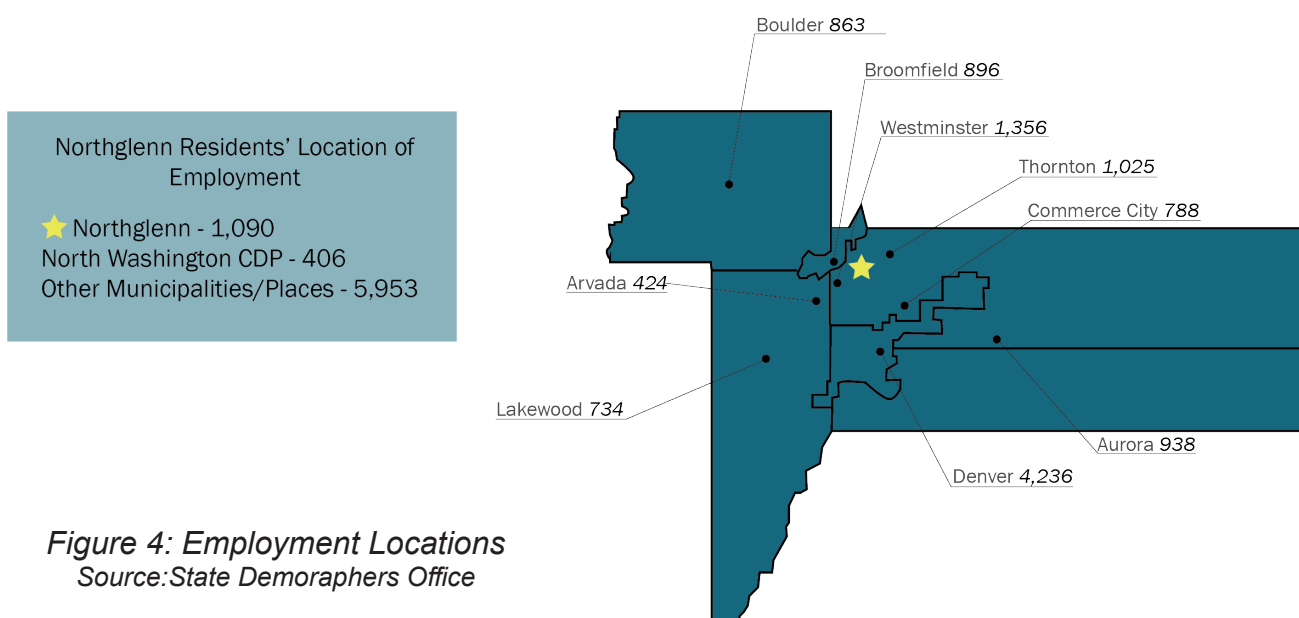 Boulder 863
Broomfield 896
Westminster 1,356
Thornton 1,025
Commerce City 788
Northglenn Residents’ Location of
Employment
Northglenn - 1,090
North Washington CDP - 406
Other Municipalities/Places - 5,953
Arvada 424
Lakewood 734
Aurora 938
Denver 4,236
Figure 4: Employment Locations
Source:State Demoraphers Office